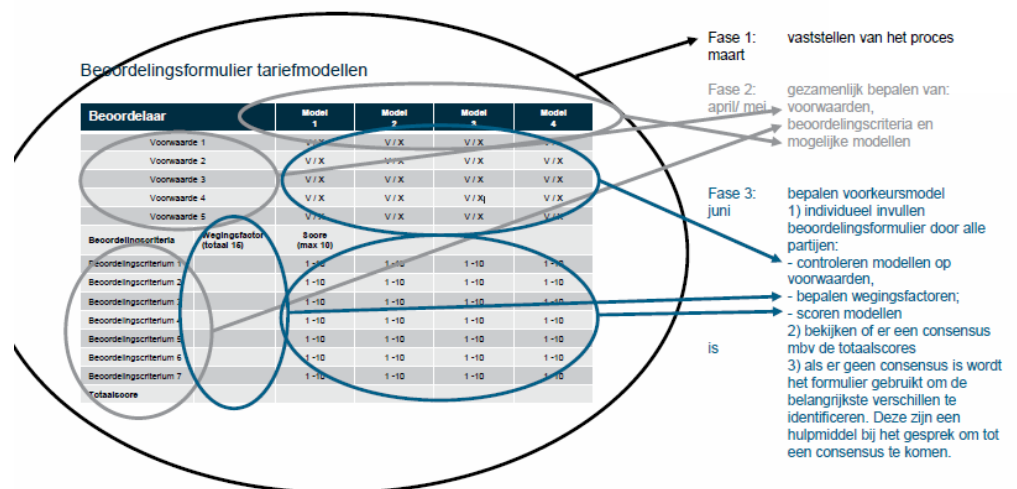 Beoordelingsformulier tariefmodellen
Beoordelaar Model 1 Model 2 Model 3 Model 4
Voorwaarde 1 V / X V / X V / X V / X
Voorwaarde 2 V / X V / X V / X V / X
Voorwaarde 3 V / X V / X V / X V / X
Voorwaarde 4 V / X V / X V / X V / X
Voorwaarde 5 V / X V / X V / X V / X
Beoordelingscriteria Wegingsfactor (totaal 16) Score (max 10)
Beoordelingscriterium 1 1 -10 1 -10 1 -10 1 -10
Beoordelingscriterium 2 1 -10 1 -10 1 -10 1 -10
Beoordelingscriterium 3 1 -10 1 -10 1 -10 1 -10
Beoordelingscriterium 4 1 -10 1 -10 1 -10 1 -10
Beoordelingscriterium 5 1 -10 1 -10 1 -10 1 -10
Beoordelingscriterium 6 1 -10 1 -10 1 -10 1 -10
Beoordelingscriterium 7 1 -10 1 -10 1 -10 1 -10
Totaalscore
Fase 1: vaststellen van het proces
maart
Fase 2: gezamenlijk bepalen van:
april/ mei voorwaarden,
beoordelingscriteria en
mogelijke modellen
Fase 3: bepalen voorkeursmodel
juni 1) individueel invullen
beoordelingsformulier door alle
partijen:
- controleren modellen op
voorwaarden,
- bepalen wegingsfactoren;
- scoren modellen
2) bekijken of er een consensus
is mbv de totaalscores
3) als er geen consensus is wordt
het formulier gebruikt om de
belangrijkste verschillen te
identificeren. Deze zijn een
hulpmiddel bij het gesprek om tot
een consensus te komen.